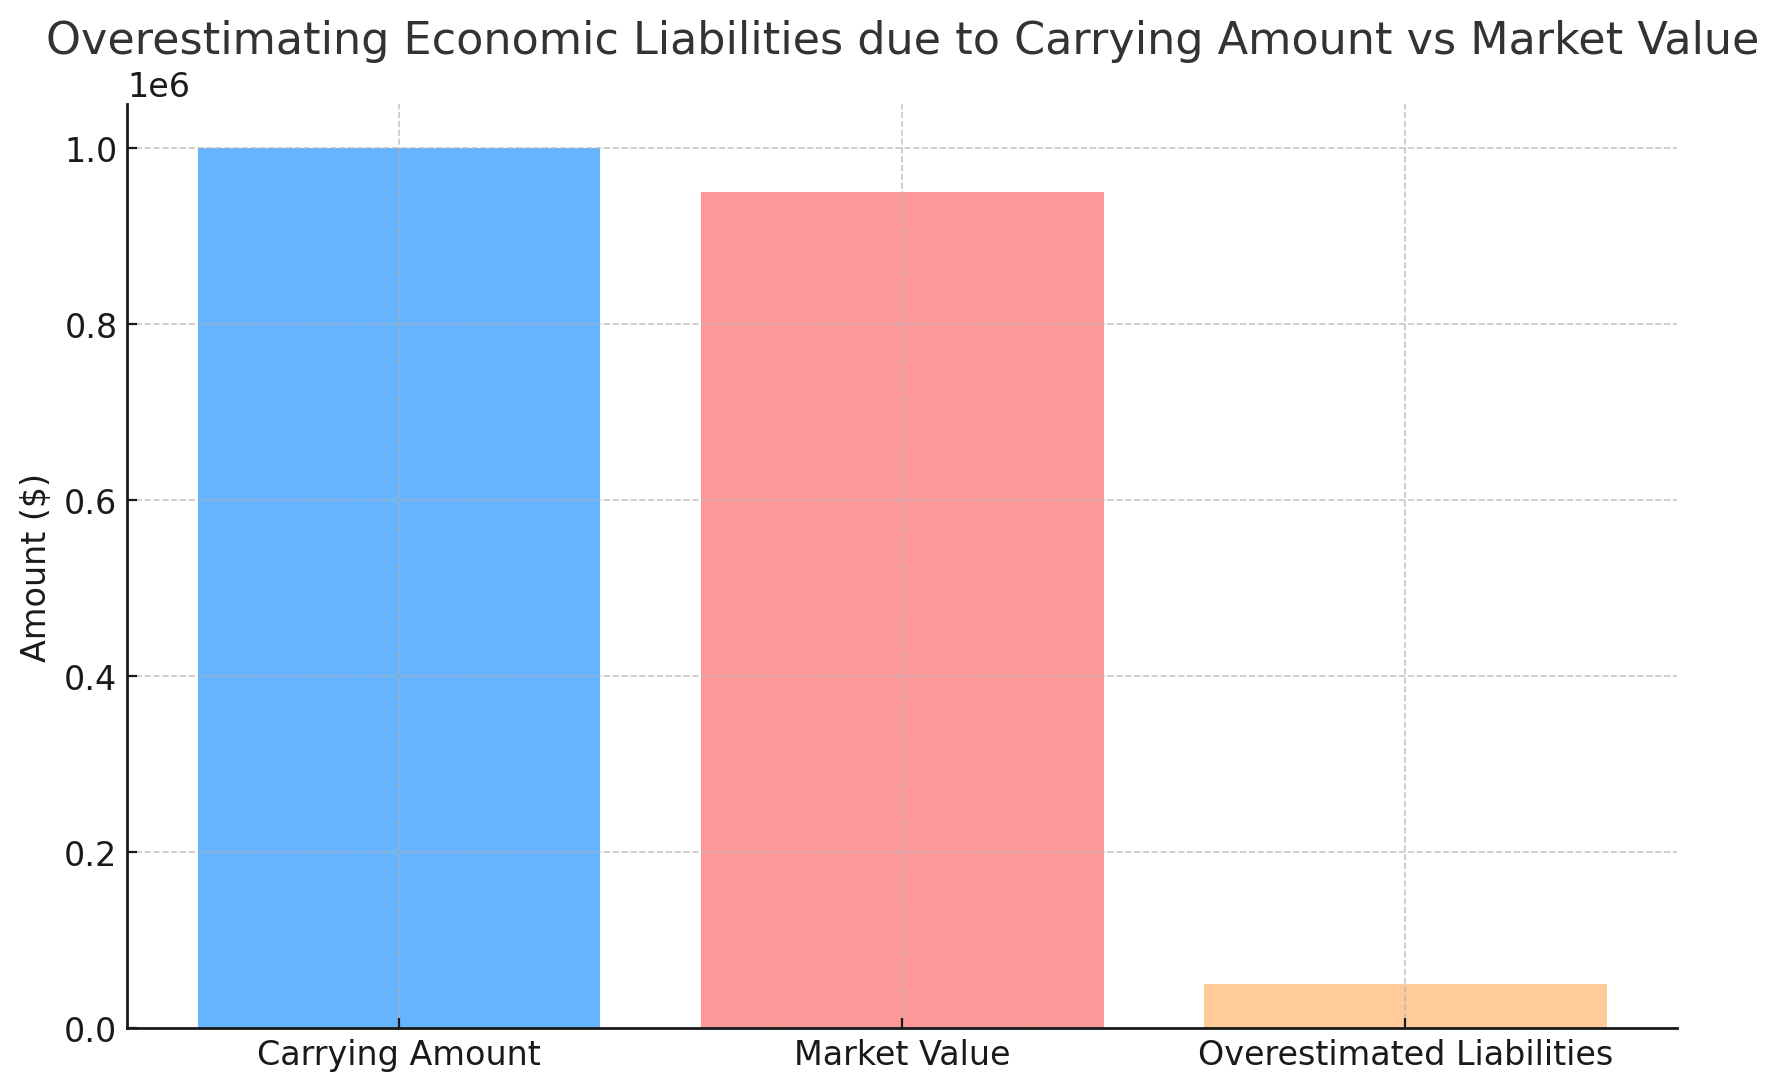 Overestimating Economic Liabilities due to Carrying Amount vs Market Value
1e6
1.0
0.8
0.6
0.4
0.2
0.0
Amount ($)
Carrying Amount
Market Value
Overestimated Liabilities